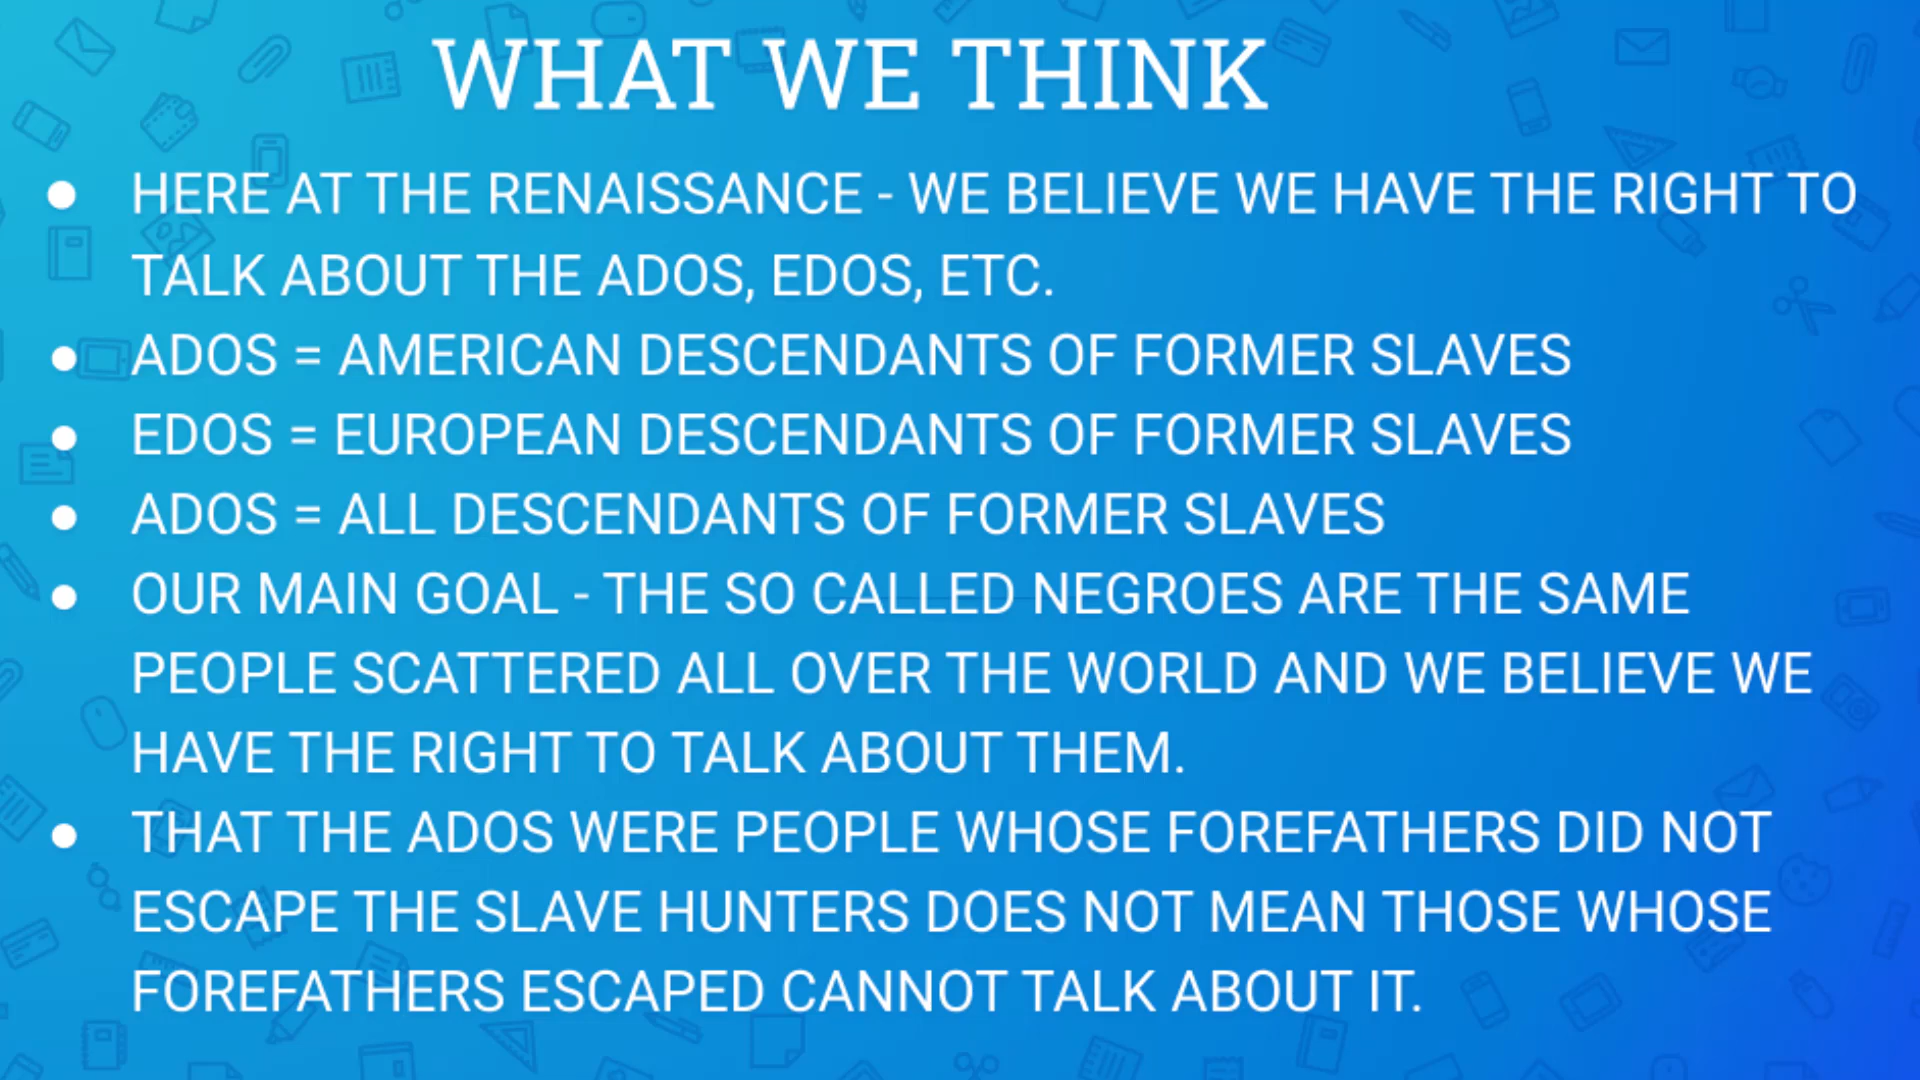 WHAT WE THINK
● HERE AT THE RENAISSANCE - WE BELIEVE WE HAVE THE RIGHT TO
TALK ABOUT THE ADOS, EDOS, ETC.
● ADOS = AMERICAN DESCENDANTS OF FORMER SLAVES
● EDOS = EUROPEAN DESCENDANTS OF FORMER SLAVES
● ADOS = ALL DESCENDANTS OF FORMER SLAVES
● OUR MAIN GOAL - THE SO CALLED NEGROES ARE THE SAME
PEOPLE SCATTERED ALL OVER THE WORLD AND WE BELIEVE WE
HAVE THE RIGHT TO TALK ABOUT THEM.
● THAT THE ADOS WERE PEOPLE WHOSE FOREFATHERS DID NOT
ESCAPE THE SLAVE HUNTERS DOES NOT MEAN THOSE WHOSE
FOREFATHERS ESCAPED CANNOT TALK ABOUT IT.